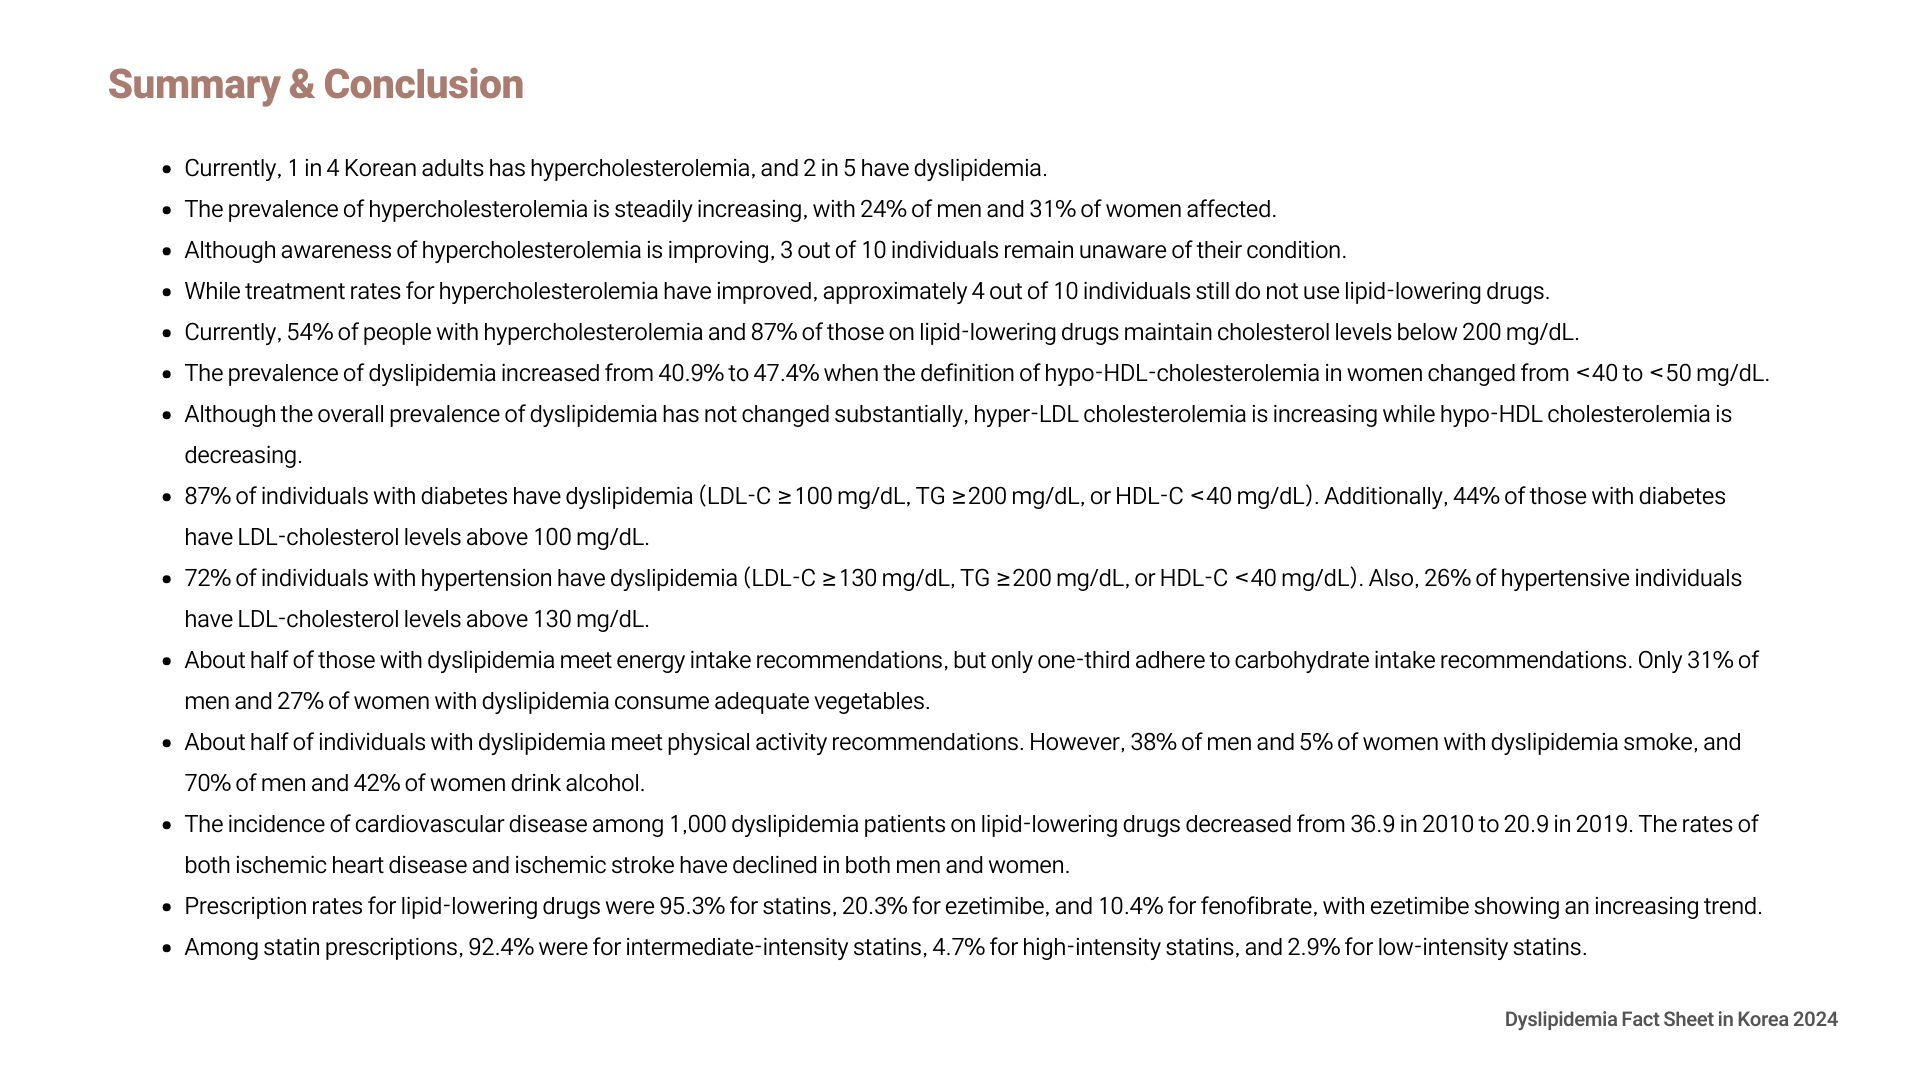 Summary & Conclusion
• Currently, 1 in 4 Korean adults has hypercholesterolemia, and 2 in 5 have dyslipidemia.
• The prevalence of hypercholesterolemia is steadily increasing, with 24% of men and 31% of women affected.
• Although awareness of hypercholesterolemia is improving, 3 out of 10 individuals remain unaware of their condition.
• While treatment rates for hypercholesterolemia have improved, approximately 4 out of 10 individuals still do not use lipid-lowering drugs.
• Currently, 54% of people with hypercholesterolemia and 87% of those on lipid-lowering drugs maintain cholesterol levels below 200 mg/dL.
• The prevalence of dyslipidemia increased from 40.9% to 47.4% when the definition of hypo-HDL-cholesterolemia in women changed from <40 to <50 mg/dL.
• Although the overall prevalence of dyslipidemia has not changed substantially, hyper-LDL cholesterolemia is increasing while hypo-HDL cholesterolemia is
decreasing.
• 87% of individuals with diabetes have dyslipidemia (LDL-C ≥100 mg/dL, TG ≥200 mg/dL, or HDL-C <40 mg/dL). Additionally, 44% of those with diabetes
have LDL-cholesterol levels above 100 mg/dL.
• 72% of individuals with hypertension have dyslipidemia (LDL-C ≥130 mg/dL, TG ≥200 mg/dL, or HDL-C <40 mg/dL). Also, 26% of hypertensive individuals
have LDL-cholesterol levels above 130 mg/dL.
• About half of those with dyslipidemia meet energy intake recommendations, but only one-third adhere to carbohydrate intake recommendations. Only 31% of
men and 27% of women with dyslipidemia consume adequate vegetables.
• About half of individuals with dyslipidemia meet physical activity recommendations. However, 38% of men and 5% of women with dyslipidemia smoke, and
70% of men and 42% of women drink alcohol.
• The incidence of cardiovascular disease among 1,000 dyslipidemia patients on lipid-lowering drugs decreased from 36.9 in 2010 to 20.9 in 2019. The rates of
both ischemic heart disease and ischemic stroke have declined in both men and women.
• Prescription rates for lipid-lowering drugs were 95.3% for statins, 20.3% for ezetimibe, and 10.4% for fenofibrate, with ezetimibe showing an increasing trend.
• Among statin prescriptions, 92.4% were for intermediate-intensity statins, 4.7% for high-intensity statins, and 2.9% for low-intensity statins.
Dyslipidemia Fact Sheet in Korea 2024